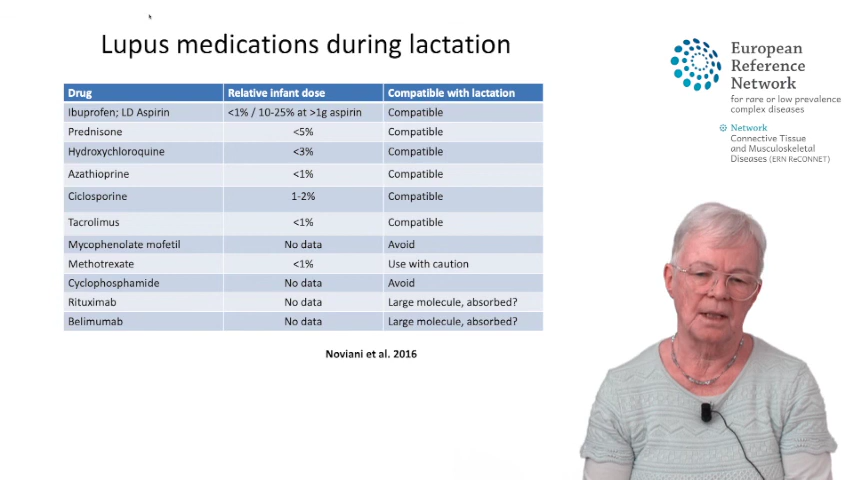 Lupus medications during lactation
Drug Relative infant dose Compatible with lactation
Ibuprofen; LD Aspirin <1% / 10-25% at >1g aspirin Compatible
Prednisone <5% Compatible
Hydroxychloroquine <3% Compatible
Azathioprine <1% Compatible
Ciclosporine 1-2% Compatible
Tacrolimus <1% Compatible
Mycophenolate mofetil No data Avoid
Methotrexate <1% Use with caution
Cyclophosphamide No data Avoid
Rituximab No data Large molecule, absorbed?
Belimumab No data Large molecule, absorbed?
Noviani et al. 2016
European
Reference
Network
for rare or low prevalence
complex diseases
Network
Connective Tissue
and Musculoskeletal
Diseases (ERN ReCONNET)